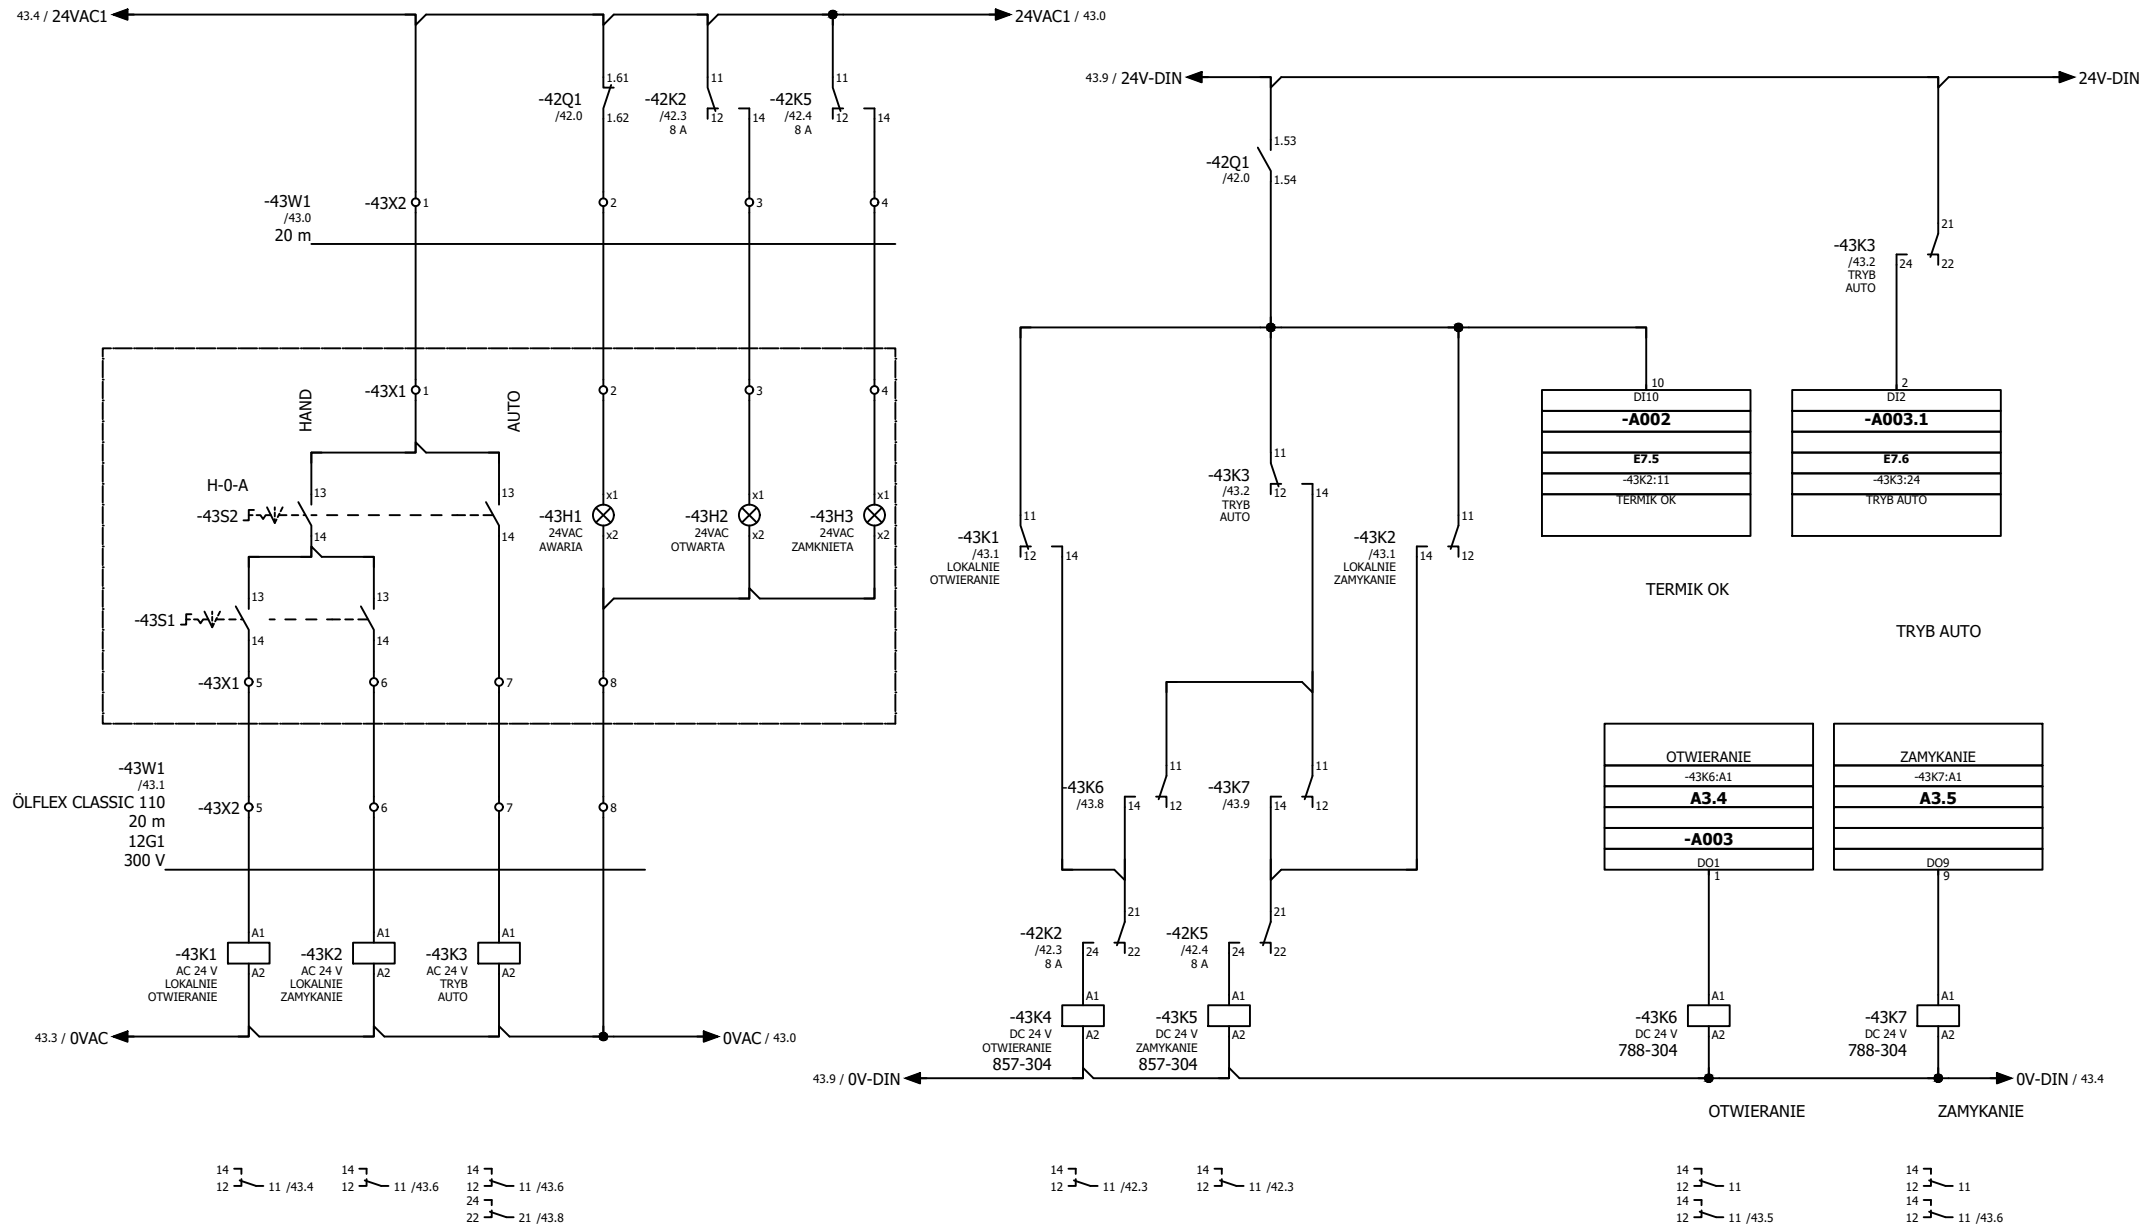 43.4 / 24VAC1
24VAC1 / 43.0
43.9 / 24V-DIN
24V-DIN
-42Q1
/42.0
1.61
1.62
-42K2
/42.3
8 A
11
12
14
-42K5
/42.4
8 A
11
12
14
-42Q1
/42.0
1.53
1.54
-43W1
/43.0
20 m
-43X2
1
2
3
4
-43K3
/43.2
TRYB
AUTO
21
24
22
HAND
AUTO
-43X1
1
2
3
4
H-0-A
-43S2
13
14
13
14
-43H1
24VAC
AWARIA
x1
x2
-43H2
24VAC
OTWARTA
x1
x2
-43H3
24VAC
ZAMKNIETA
x1
x2
-43S1
13
14
13
14
-43X1
5
6
7
8
-43K1
/43.1
LOKALNIE
OTWIERANIE
11
12
14
-43K3
/43.2
TRYB
AUTO
11
12
14
-43K2
/43.1
LOKALNIE
ZAMYKANIE
11
14
12
10
DI10
-A002
E7.5
-43K2:11
TERMIK OK
2
DI2
-A003.1
E7.6
-43K3:24
TRYB AUTO
TERMIK OK
TRYB AUTO
-43W1
/43.1
ÖLFLEX CLASSIC 110
20 m
12G1
300 V
-43X2
5
6
7
8
-43K6
/43.8
11
14
12
-43K7
/43.9
11
14
12
OTWIERANIE
-43K6:A1
A3.4
-A003
DO1
1
ZAMYKANIE
-43K7:A1
A3.5
DO9
9
-42K2
/42.3
8 A
21
24
22
-42K5
/42.4
8 A
21
24
22
-43K1
AC 24 V
LOKALNIE
OTWIERANIE
A1
A2
-43K2
AC 24 V
LOKALNIE
ZAMYKANIE
A1
A2
-43K3
AC 24 V
TRYB
AUTO
A1
A2
-43K4
DC 24 V
OTWIERANIE
857-304
A1
A2
-43K5
DC 24 V
ZAMYKANIE
857-304
A1
A2
-43K6
DC 24 V
788-304
A1
A2
-43K7
DC 24 V
788-304
A1
A2
43.3 / 0VAC
0VAC / 43.0
43.9 / 0V-DIN
0V-DIN / 43.4
OTWIERANIE
ZAMYKANIE
14
12 11 /43.4
14
12 11 /43.6
14
12 11 /43.6
24
22 21 /43.8
14
12 11 /42.3
14
12 11 /42.3
14
12 11
14
12 11 /43.5
14
12 11
14
12 11 /43.6